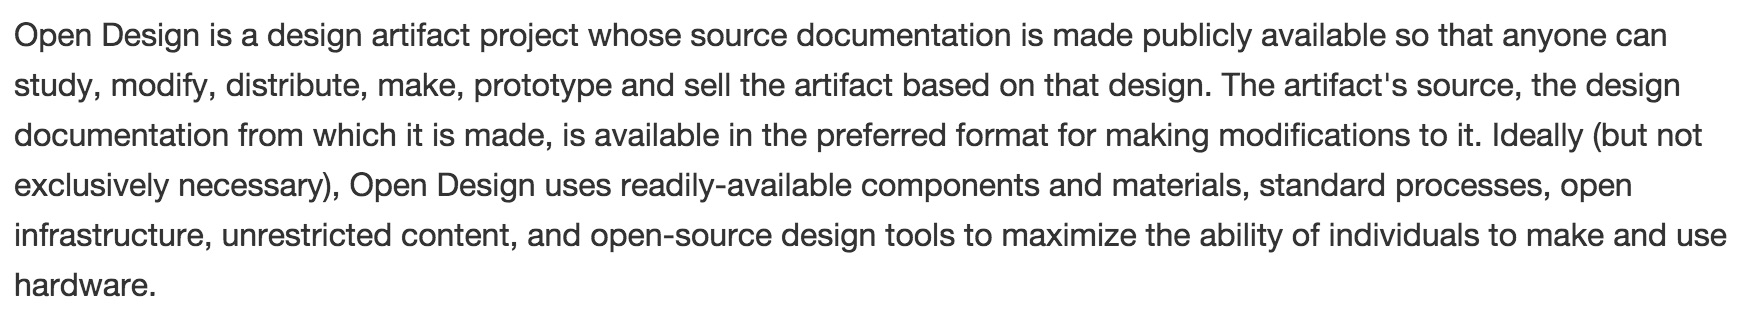 Open Design is a design artifact project whose source documentation is made publicly available so that anyone can
study, modify, distribute, make, prototype and sell the artifact based on that design. The artifact's source, the design
documentation from which it is made, is available in the preferred format for making modifications to it. Ideally (but not
exclusively necessary), Open Design uses readily-available components and materials, standard processes, open
infrastructure, unrestricted content, and open-source design tools to maximize the ability of individuals to make and use
hardware.